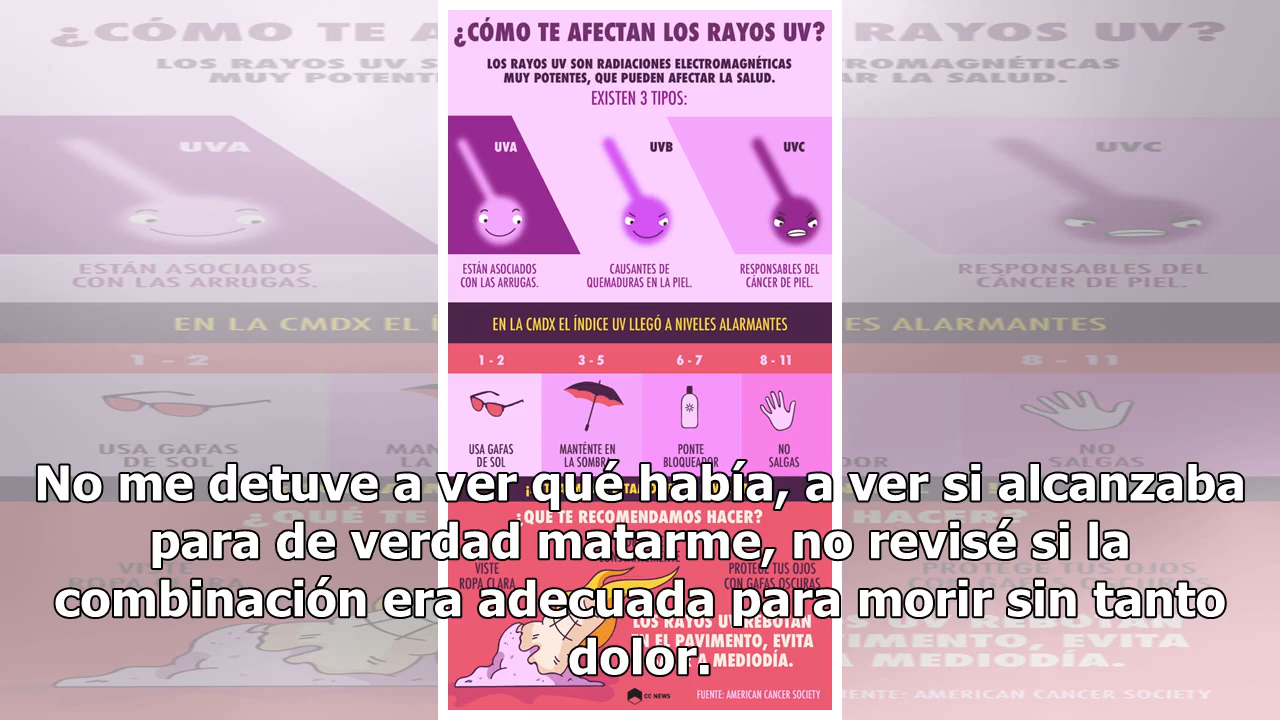 ¿CÓMO TE AFECTAN LOS RAYOS UV?
LOS RAYOS UV SON RADIACIONES ELECTROMAGNÉTICAS
MUY POTENTES, QUE PUEDEN AFECTAR LA SALUD.
EXISTEN 3 TIPOS:
UVA
UVB
UVC
ESTÁN ASOCIADOS
CON LAS ARRUGAS.
CAUSANTES DE
QUEMADURAS EN LA PIEL.
RESPONSABLES DEL
CÁNCER DE PIEL.
EN LA CMDX EL ÍNDICE UV LLEGÓ A NIVELES ALARMANTES
1 - 2
3 - 5
6 - 7
8 - 11
USA GAFAS
DE SOL
MANTÉNTE EN
LA SOMBRA
PONTE
BLOQUEADOR
NO
SALGAS
No me detuve a ver qué había, a ver si alcanzaba
para de verdad matarme, no revisé si la
combinación era adecuada para morir sin tanto
dolor.
¿QUÉ TE RECOMENDAMOS HACER?
VISTE
ROPA CLARA
PROTEGE TUS OJOS
CON GAFAS OSCURAS
LOS RAYOS UV REBOTAN
EN EL PAVIMENTO, EVITA
MEDIODÍA.
CC NEWS
FUENTE: AMERICAN CANCER SOCIETY